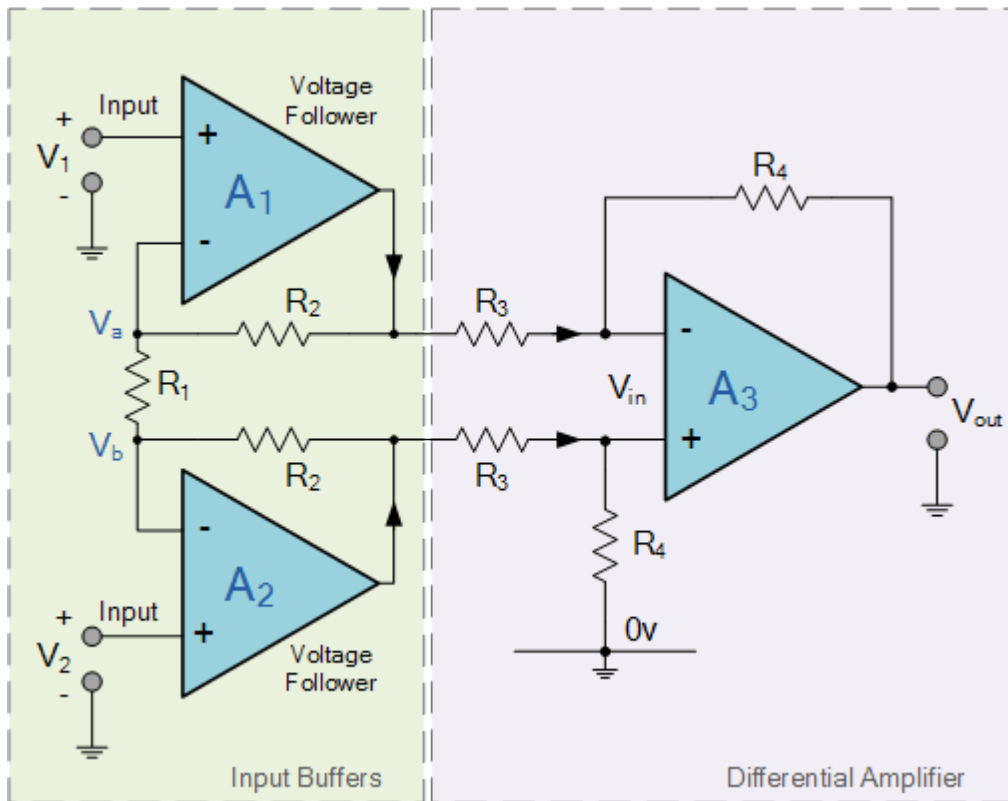 Voltage
Follower
+
Input
V1
-
+
A1
-
R4
Va
R2
R3
-
R1
Vin
A3
Vout
Vb
R2
R3
+
-
R4
A2
+
Input
+
V2
-
0v
Voltage
Follower
Input Buffers
Differential Amplifier